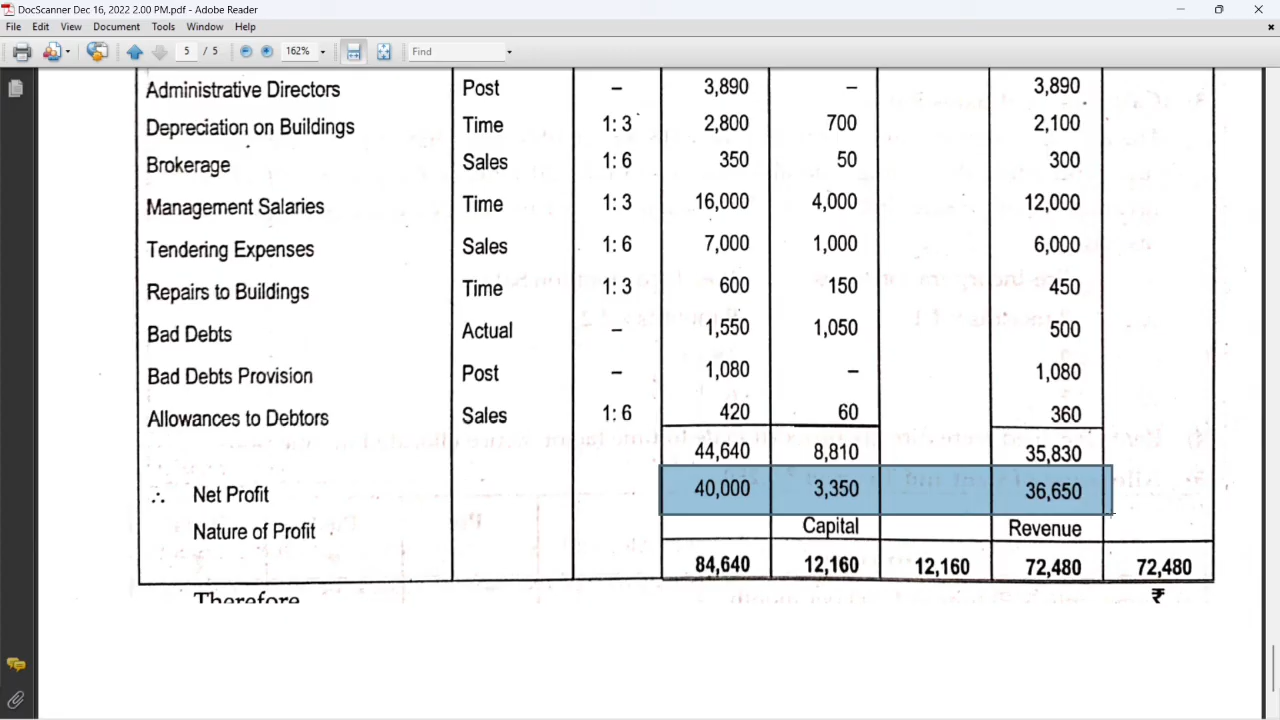 DocScanner Dec 16, 2022 2.00 PM.pdf - Adobe Reader
File Edit View Document Tools Window Help
5 / 5 162% Find
Administrative Directors Post – 3,890 – 3,890
Depreciation on Buildings Time 1: 3 2,800 700 2,100
Brokerage Sales 1: 6 350 50 300
Management Salaries Time 1: 3 16,000 4,000 12,000
Tendering Expenses Sales 1: 6 7,000 1,000 6,000
Repairs to Buildings Time 1: 3 600 150 450
Bad Debts Actual – 1,550 1,050 500
Bad Debts Provision Post – 1,080 – 1,080
Allowances to Debtors Sales 1: 6 420 60 360
44,640 8,810 35,830
∴ Net Profit 40,000 3,350 36,650
Nature of Profit Capital Revenue
84,640 12,160 12,160 72,480 72,480
Therefore ₹